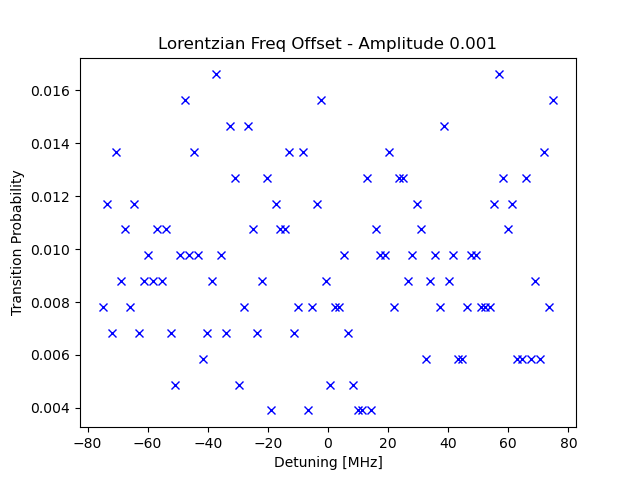 Lorentzian Freq Offset - Amplitude 0.001
Transition Probability
0.016
0.014
0.012
0.010
0.008
0.006
0.004
−80 −60 −40 −20 0 20 40 60 80
Detuning [MHz]